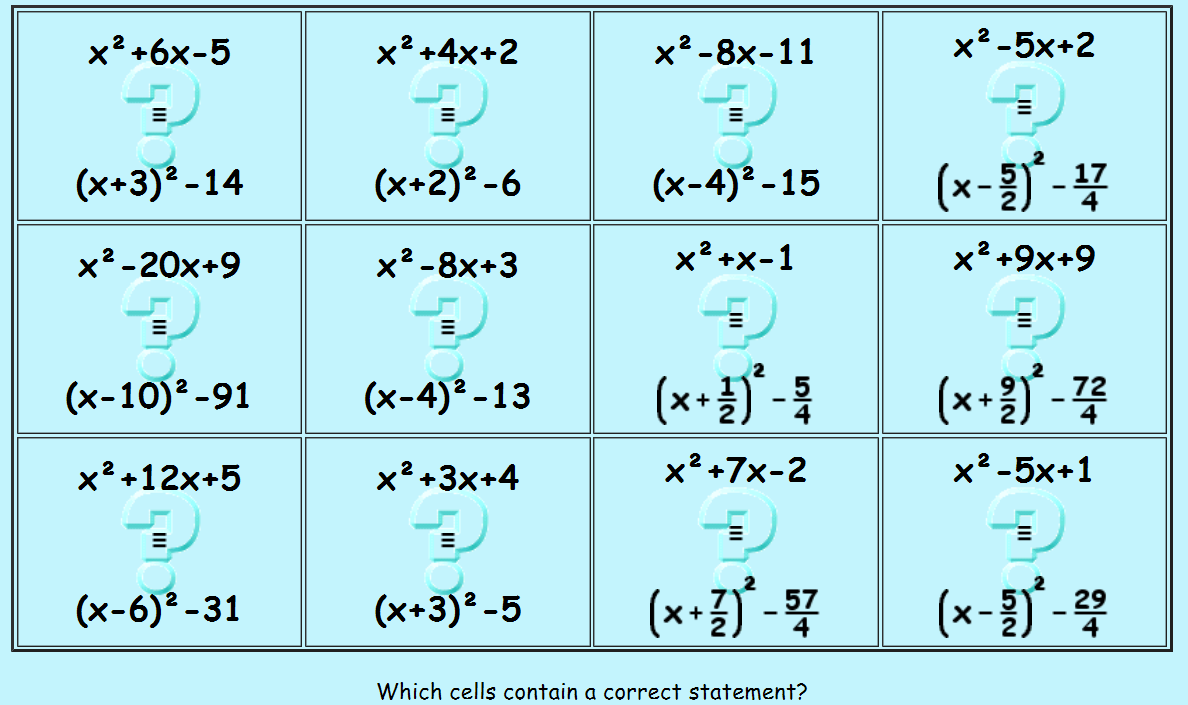 x²+6x-5
≡
(x+3)²-14
x²+4x+2
≡
(x+2)²-6
x²-8x-11
≡
(x-4)²-15
x²-5x+2
≡
(x-5/2)²-17/4
x²-20x+9
≡
(x-10)²-91
x²-8x+3
≡
(x-4)²-13
x²+x-1
≡
(x+1/2)²-5/4
x²+9x+9
≡
(x+9/2)²-72/4
x²+12x+5
≡
(x-6)²-31
x²+3x+4
≡
(x+3)²-5
x²+7x-2
≡
(x+7/2)²-57/4
x²-5x+1
≡
(x-5/2)²-29/4
Which cells contain a correct statement?